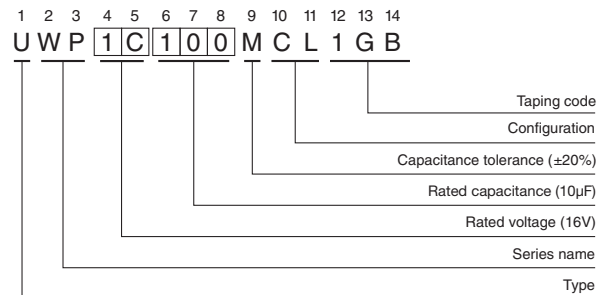 1 2 3 4 5 6 7 8 9 10 11 12 13 14
U W P 1 C 1 0 0 M C L 1 G B
Taping code
Configuration
Capacitance tolerance (±20%)
Rated capacitance (10µF)
Rated voltage (16V)
Series name
Type